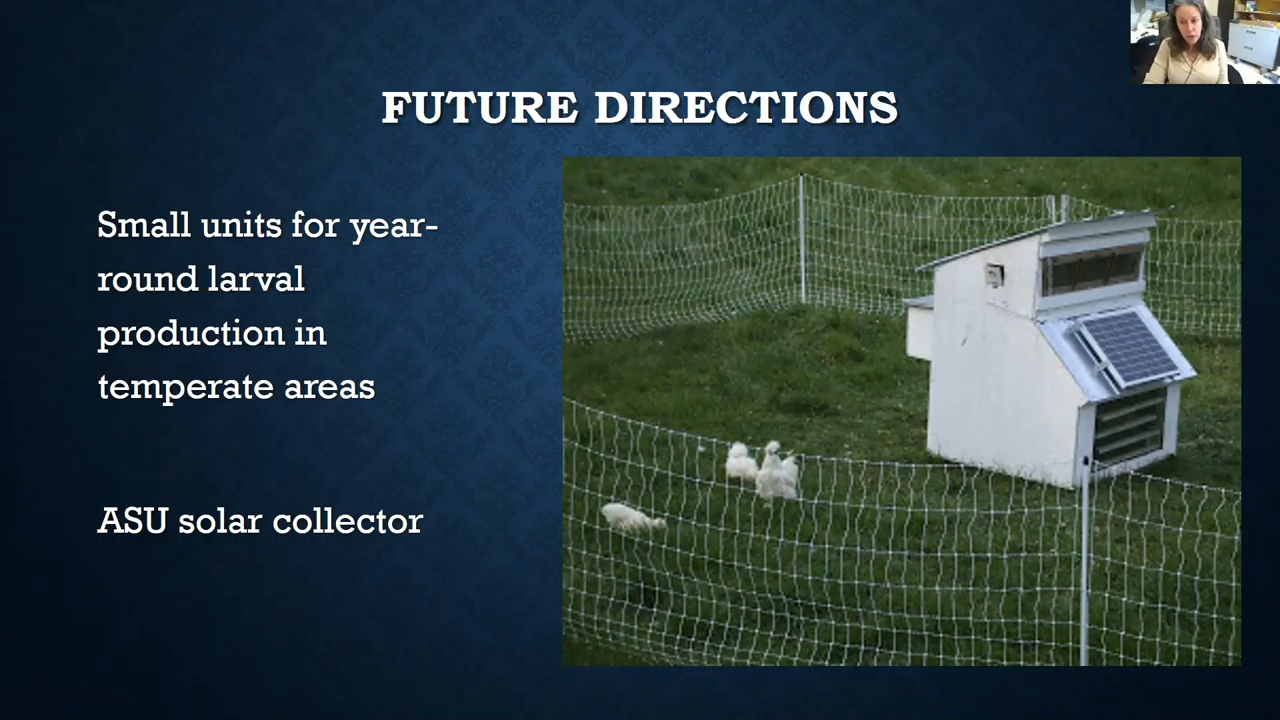 FUTURE DIRECTIONS
Small units for year-
round larval
production in
temperate areas
ASU solar collector